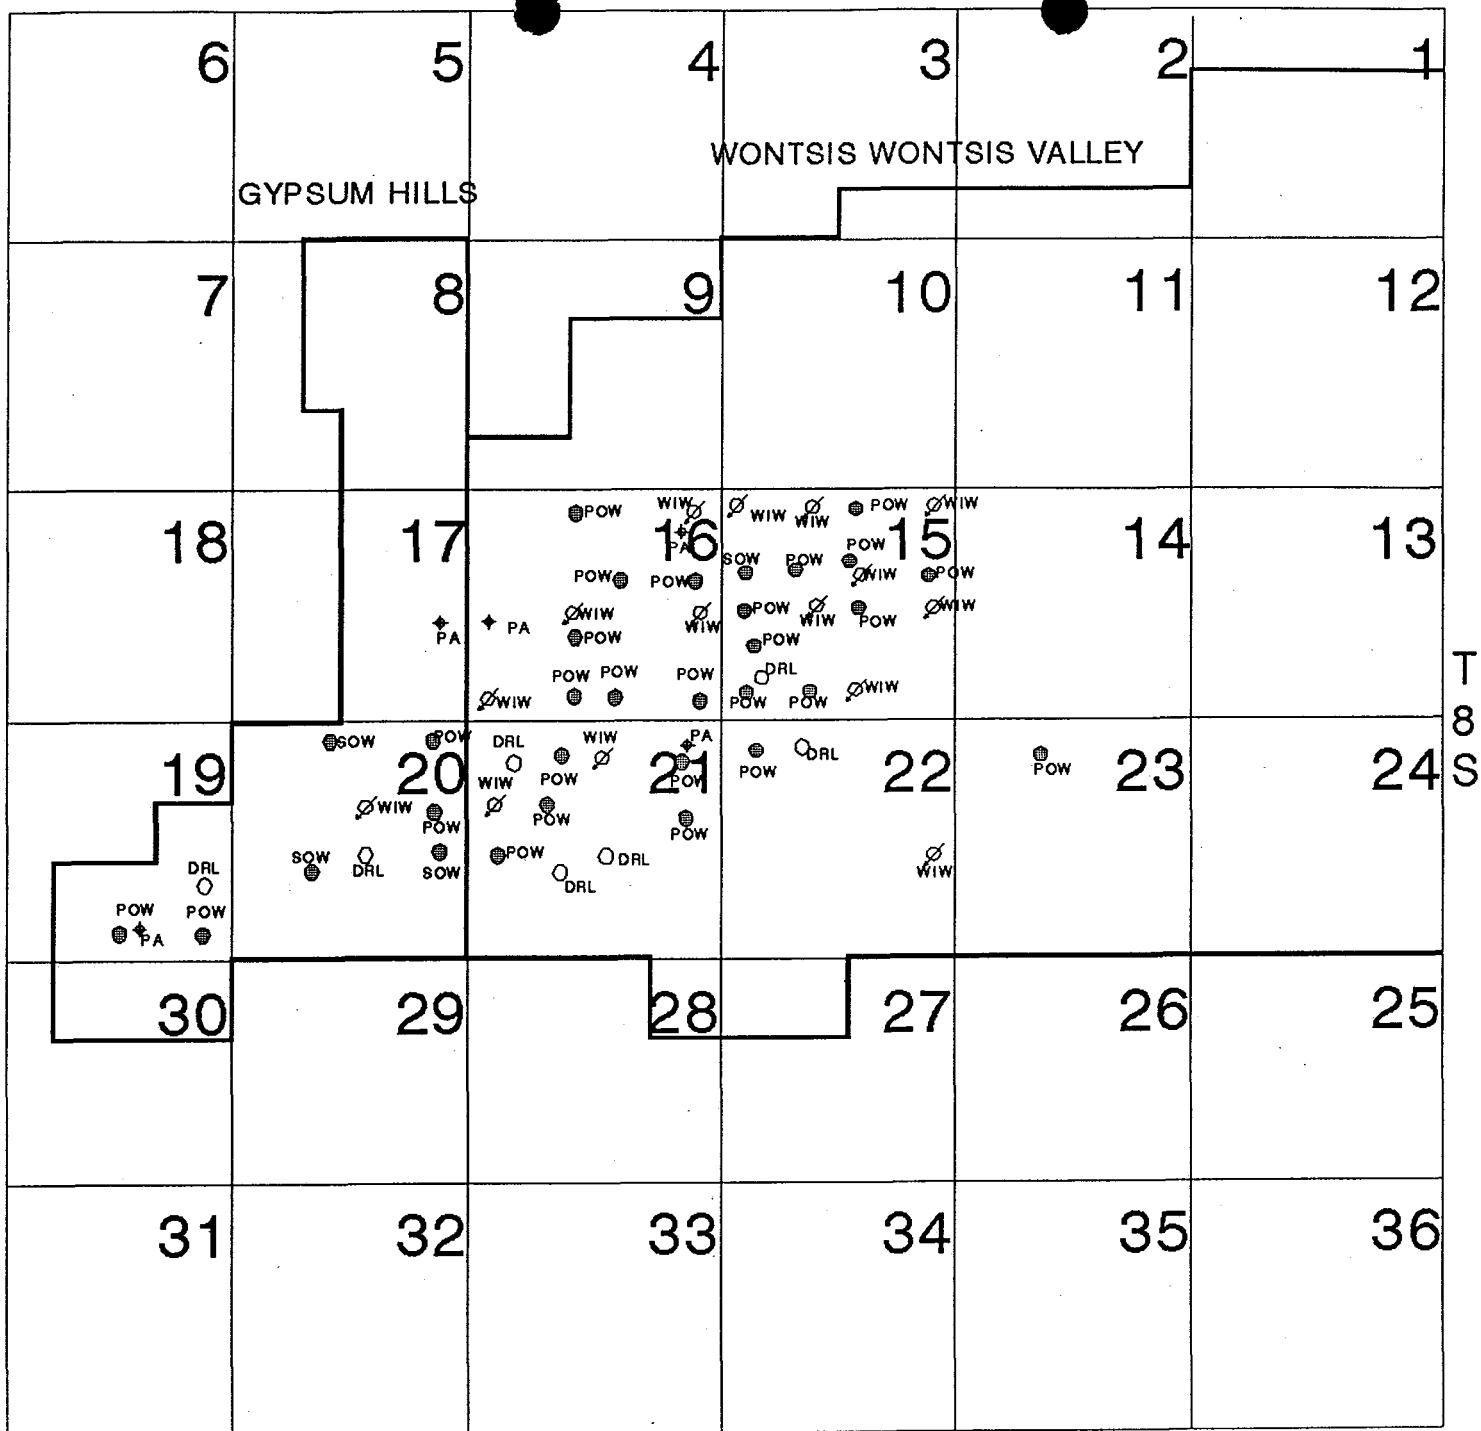 6 5 4 3 2 1
WONTSIS WONTSIS VALLEY
GYPSUM HILLS
7 8 9 10 11 12
WIW POW WIW
POW WIW WIW
18 17 16 15 14 13
PA POW
SOW POW
POW POW WIW POW
WIW POW WIW
WIW WIW POW
PA PA
POW POW
POW POW POW DRL
WIW POW POW WIW
T
8
S
SOW POW DRL WIW PA
POW POW DRL
19 20 21 22 23 24
WIW POW POW
WIW POW POW
POW
SOW DRL SOW POW DRL
DRL WIW
DRL
POW POW
PA
30 29 28 27 26 25
31 32 33 34 35 36